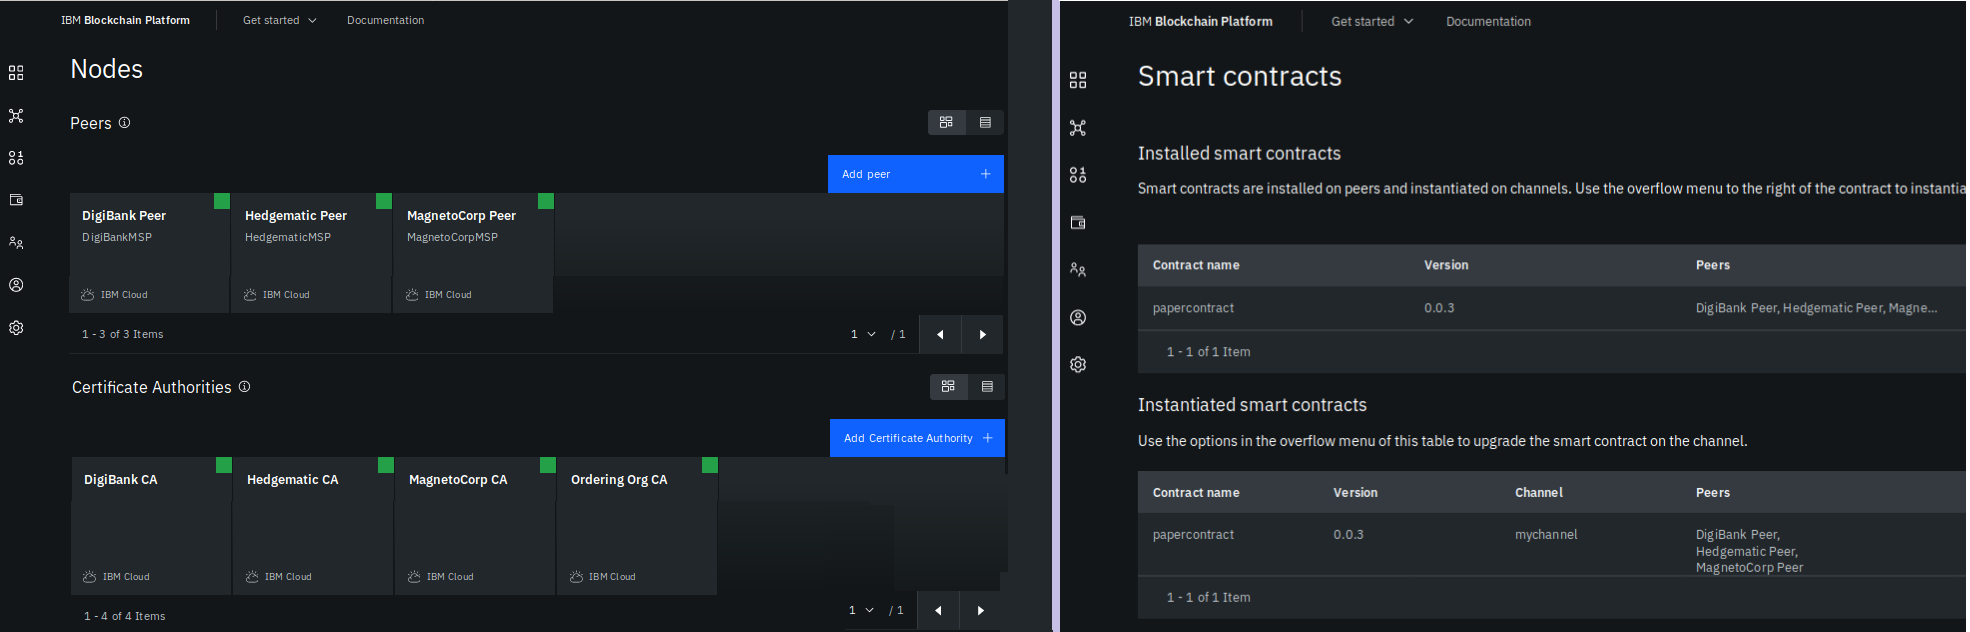 IBM Blockchain Platform
Get started
Documentation
Nodes
Peers
Add peer
DigiBank Peer
DigiBankMSP
IBM Cloud
Hedgematic Peer
HedgematicMSP
IBM Cloud
MagnetoCorp Peer
MagnetoCorpMSP
IBM Cloud
1 - 3 of 3 Items
1 / 1
Certificate Authorities
Add Certificate Authority
DigiBank CA
IBM Cloud
Hedgematic CA
IBM Cloud
MagnetoCorp CA
IBM Cloud
Ordering Org CA
IBM Cloud
1 - 4 of 4 Items
1 / 1
IBM Blockchain Platform
Get started
Documentation
Smart contracts
Installed smart contracts
Smart contracts are installed on peers and instantiated on channels. Use the overflow menu to the right of the contract to instantia
Contract name Version Peers
papercontract 0.0.3 DigiBank Peer, Hedgematic Peer, Magne...
1 - 1 of 1 Item
Instantiated smart contracts
Use the options in the overflow menu of this table to upgrade the smart contract on the channel.
Contract name Version Channel Peers
papercontract 0.0.3 mychannel DigiBank Peer,
Hedgematic Peer,
MagnetoCorp Peer
1 - 1 of 1 Item